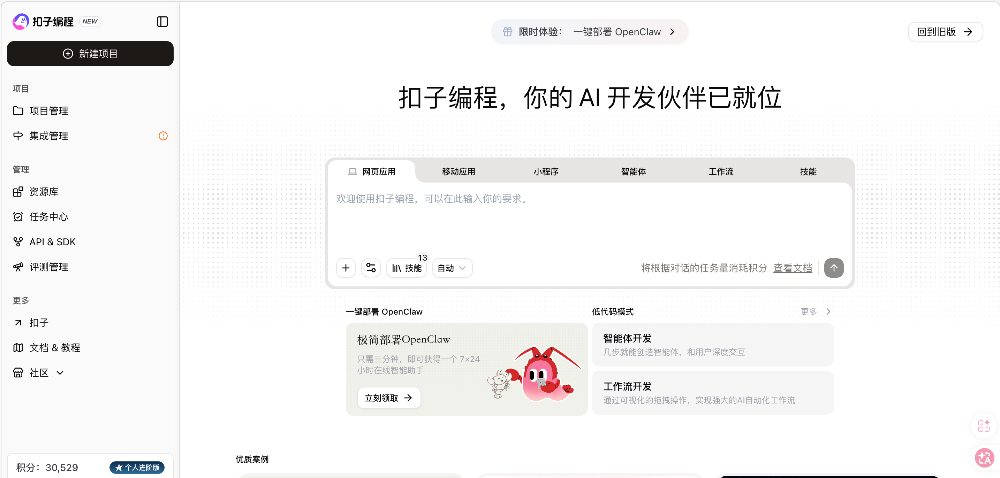 扣子编程 NEW
新建项目
项目
项目管理
集成管理
管理
资源库
任务中心
API & SDK
评测管理
更多
扣子
文档 & 教程
社区
积分：30,529
个人进阶版
限时体验： 一键部署 OpenClaw
回到旧版
扣子编程，你的 AI 开发伙伴已就位
网页应用 移动应用 小程序 智能体 工作流 技能
欢迎使用扣子编程，可以在此输入你的要求。
技能 13 自动
将根据对话的任务量消耗积分 查看文档
一键部署 OpenClaw
极简部署OpenClaw
只需三分钟，即可获得一个 7×24
小时在线智能助手
立刻领取
低代码模式 更多
智能体开发
几步就能创造智能体，和用户深度交互
工作流开发
通过可视化的拖拽操作，实现强大的AI自动化工作流
优质案例